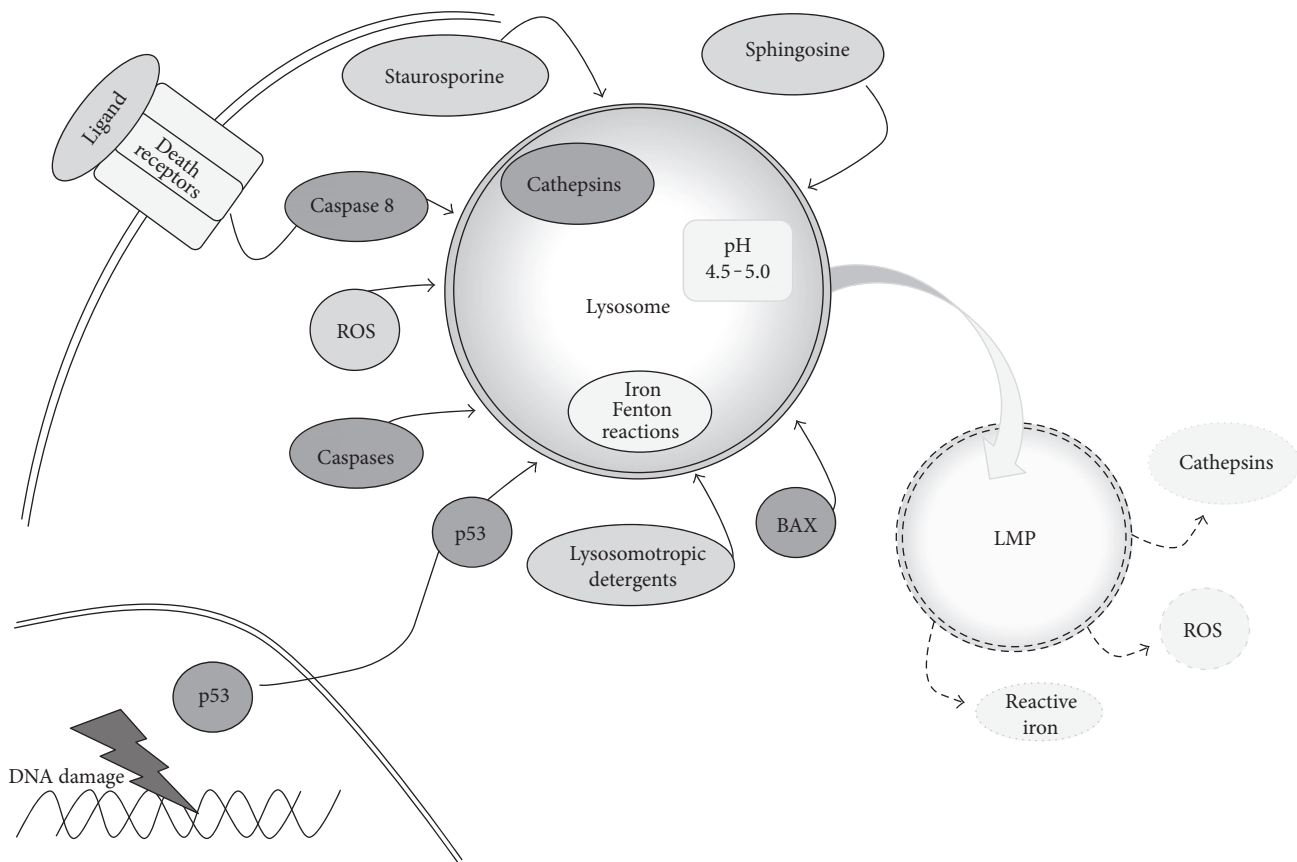 Staurosporine
Sphingosine
Ligand
Death
receptors
Caspase 8
Cathepsins
pH
4.5–5.0
Lysosome
ROS
Iron
Fenton
reactions
Caspases
p53
Lysosomotropic
detergents
BAX
LMP
Cathepsins
ROS
Reactive
iron
p53
DNA damage